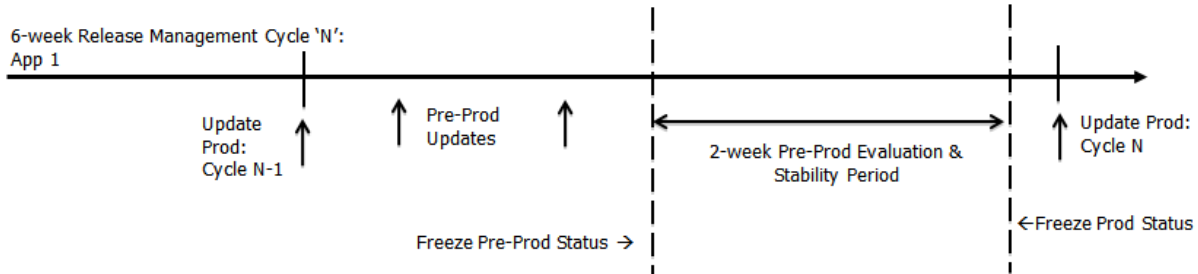 6-week Release Management Cycle ‘N’:
App 1
Update
Prod:
Cycle N-1
Pre-Prod
Updates
2-week Pre-Prod Evaluation &
Stability Period
Update Prod:
Cycle N
Freeze Pre-Prod Status →
←Freeze Prod Status